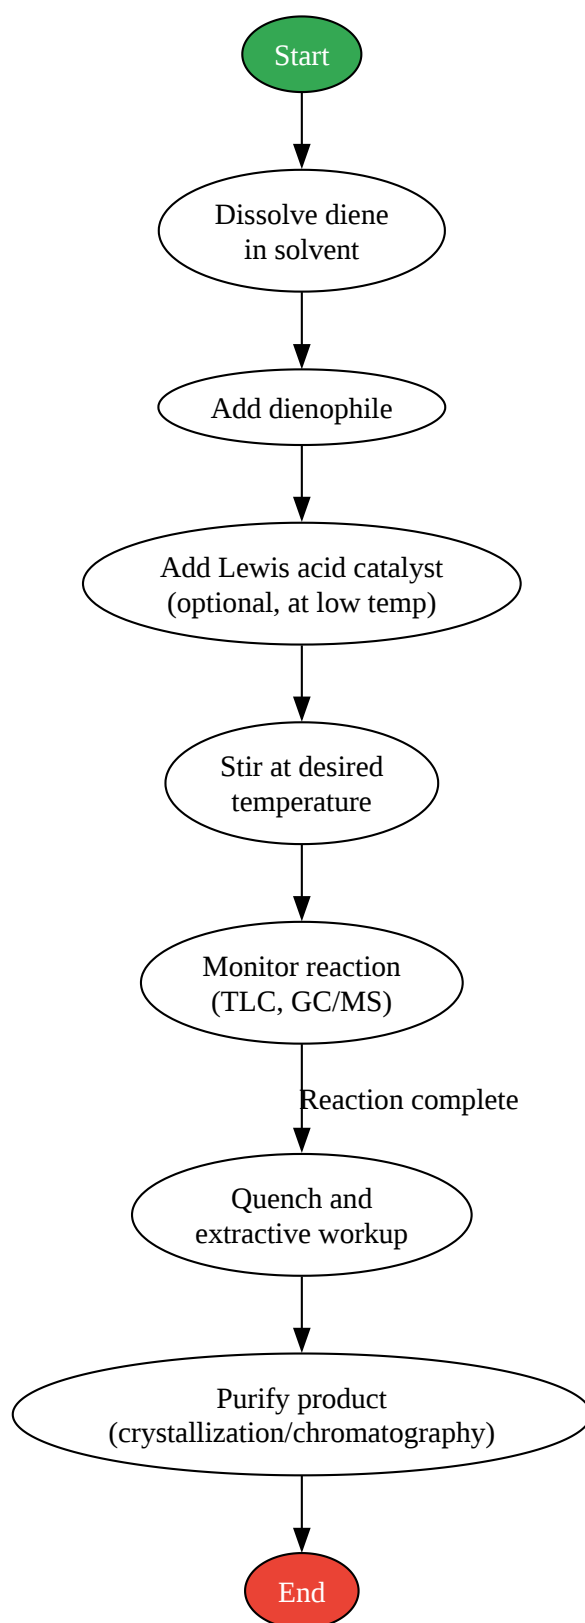 Start
Dissolve diene
in solvent
Add dienophile
Add Lewis acid catalyst
(optional, at low temp)
Stir at desired
temperature
Monitor reaction
(TLC, GC/MS)
Reaction complete
Quench and
extractive workup
Purify product
(crystallization/chromatography)
End